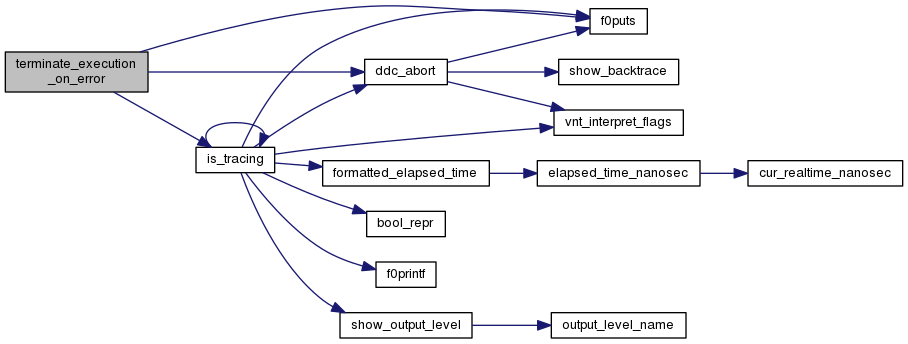 terminate_execution
_on_error
f0puts
ddc_abort
show_backtrace
vnt_interpret_flags
is_tracing
formatted_elapsed_time
elapsed_time_nanosec
cur_realtime_nanosec
bool_repr
f0printf
show_output_level
output_level_name